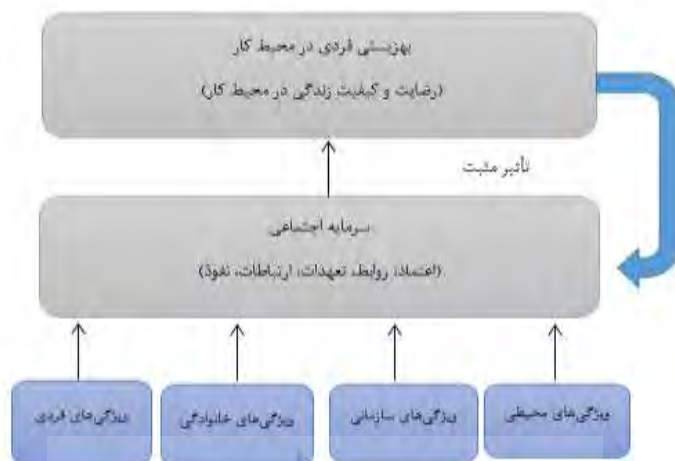 بهزیستی فردی در محیط کار
(رضایت و کیفیت زندگی در محیط کار)
تأثیر مثبت
سرمایه اجتماعی
(اعتماد، روابط، تعهدات، ارتباطات، نفوذ)
ویژگی‌های محیطی
ویژگی‌های سازمانی
ویژگی‌های خانوادگی
ویژگی‌های فردی